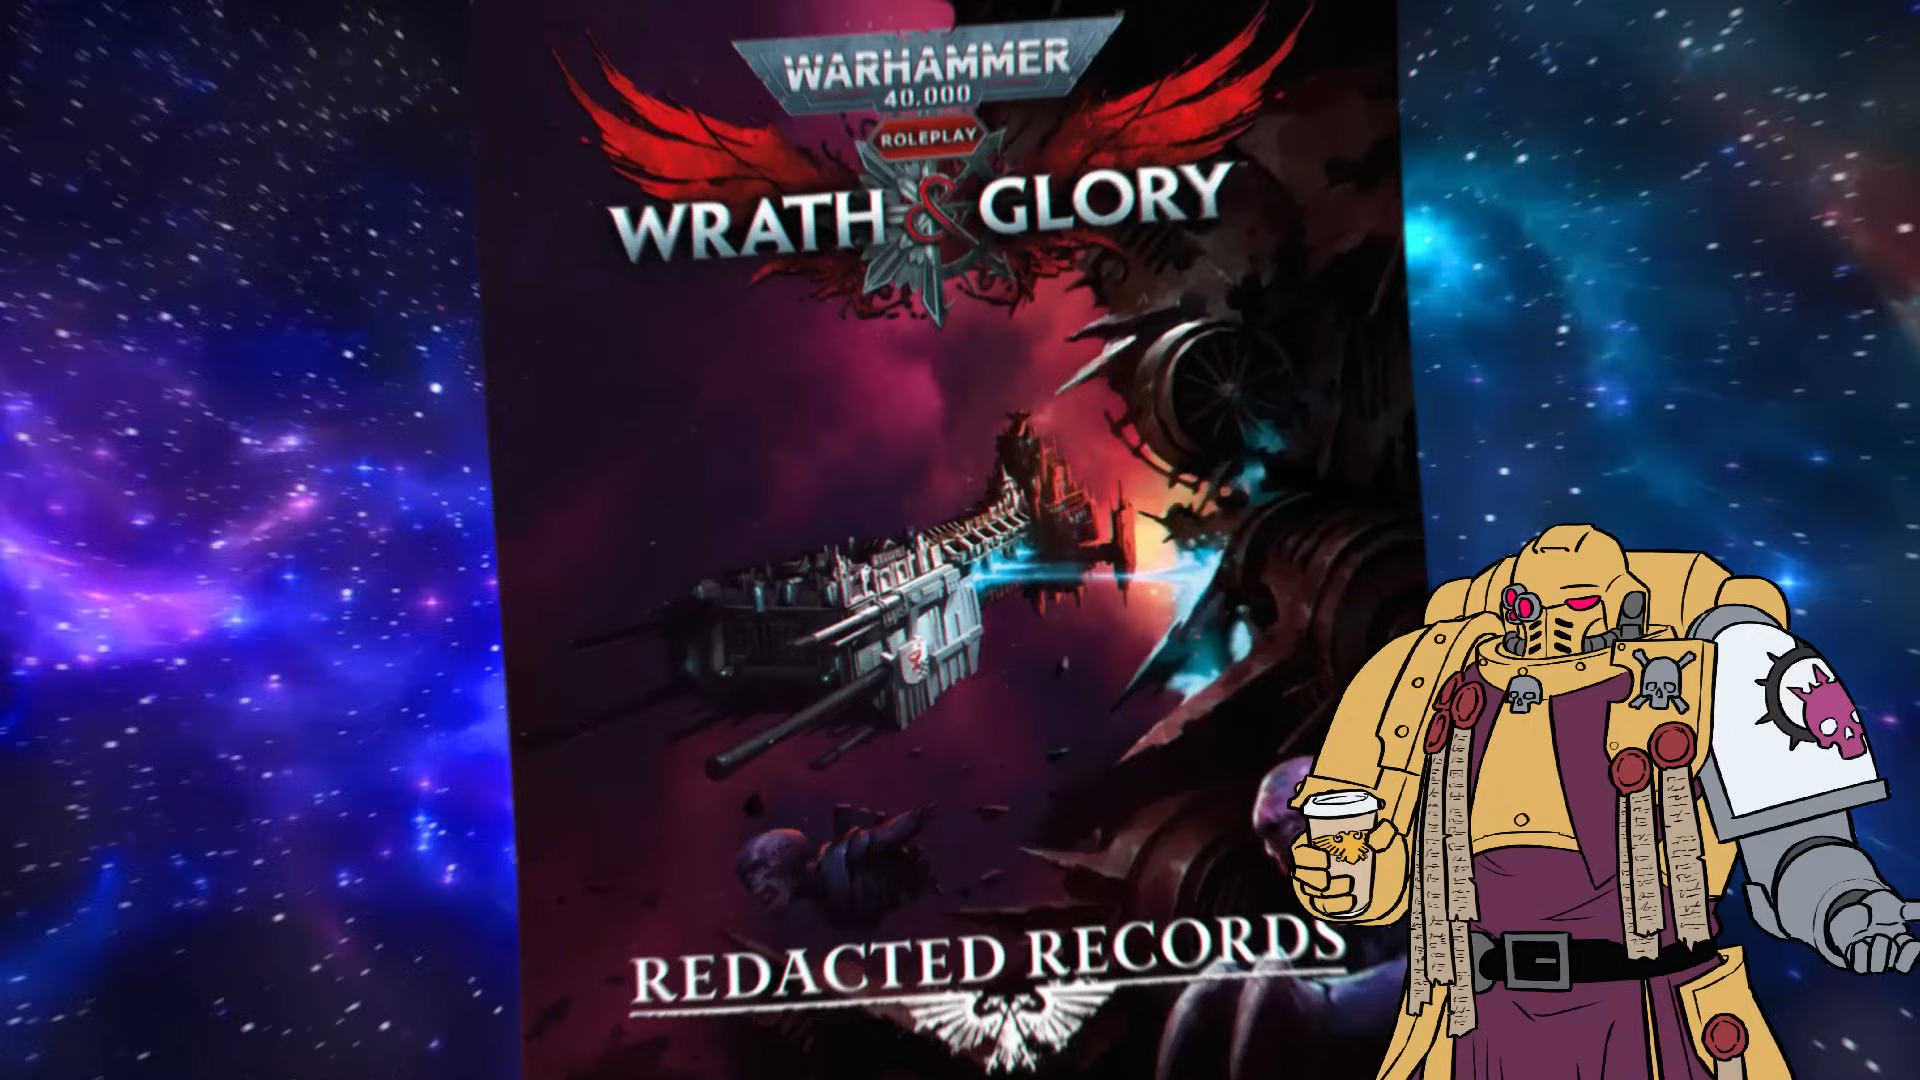 WARHAMMER
40,000
ROLEPLAY
WRATH & GLORY
REDACTED RECORDS